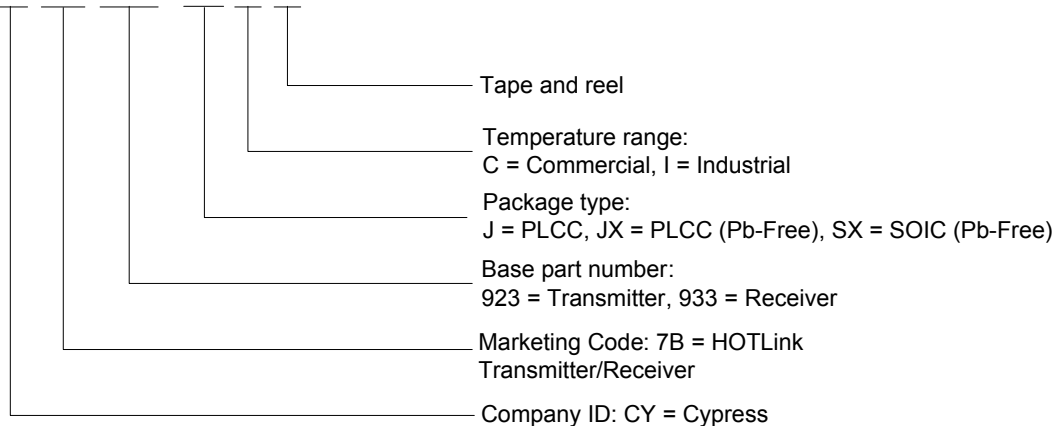 Tape and reel
Temperature range:
C = Commercial, I = Industrial
Package type:
J = PLCC, JX = PLCC (Pb-Free), SX = SOIC (Pb-Free)
Base part number:
923 = Transmitter, 933 = Receiver
Marketing Code: 7B = HOTLink
Transmitter/Receiver
Company ID: CY = Cypress